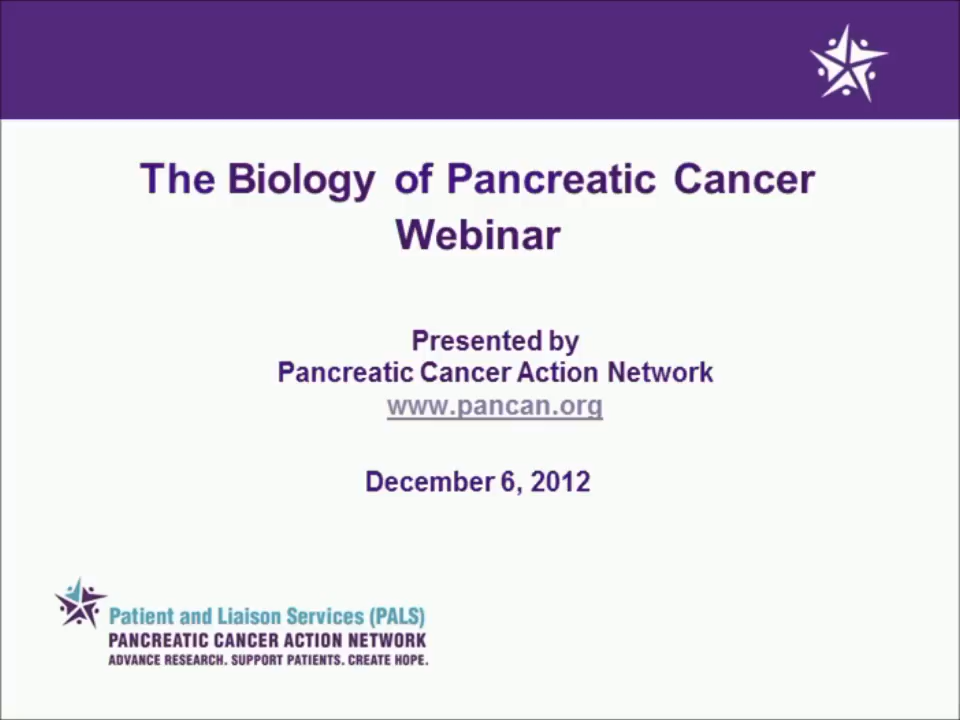 The Biology of Pancreatic Cancer
Webinar
Presented by
Pancreatic Cancer Action Network
www.pancan.org
December 6, 2012
Patient and Liaison Services (PALS)
PANCREATIC CANCER ACTION NETWORK
ADVANCE RESEARCH. SUPPORT PATIENTS. CREATE HOPE.